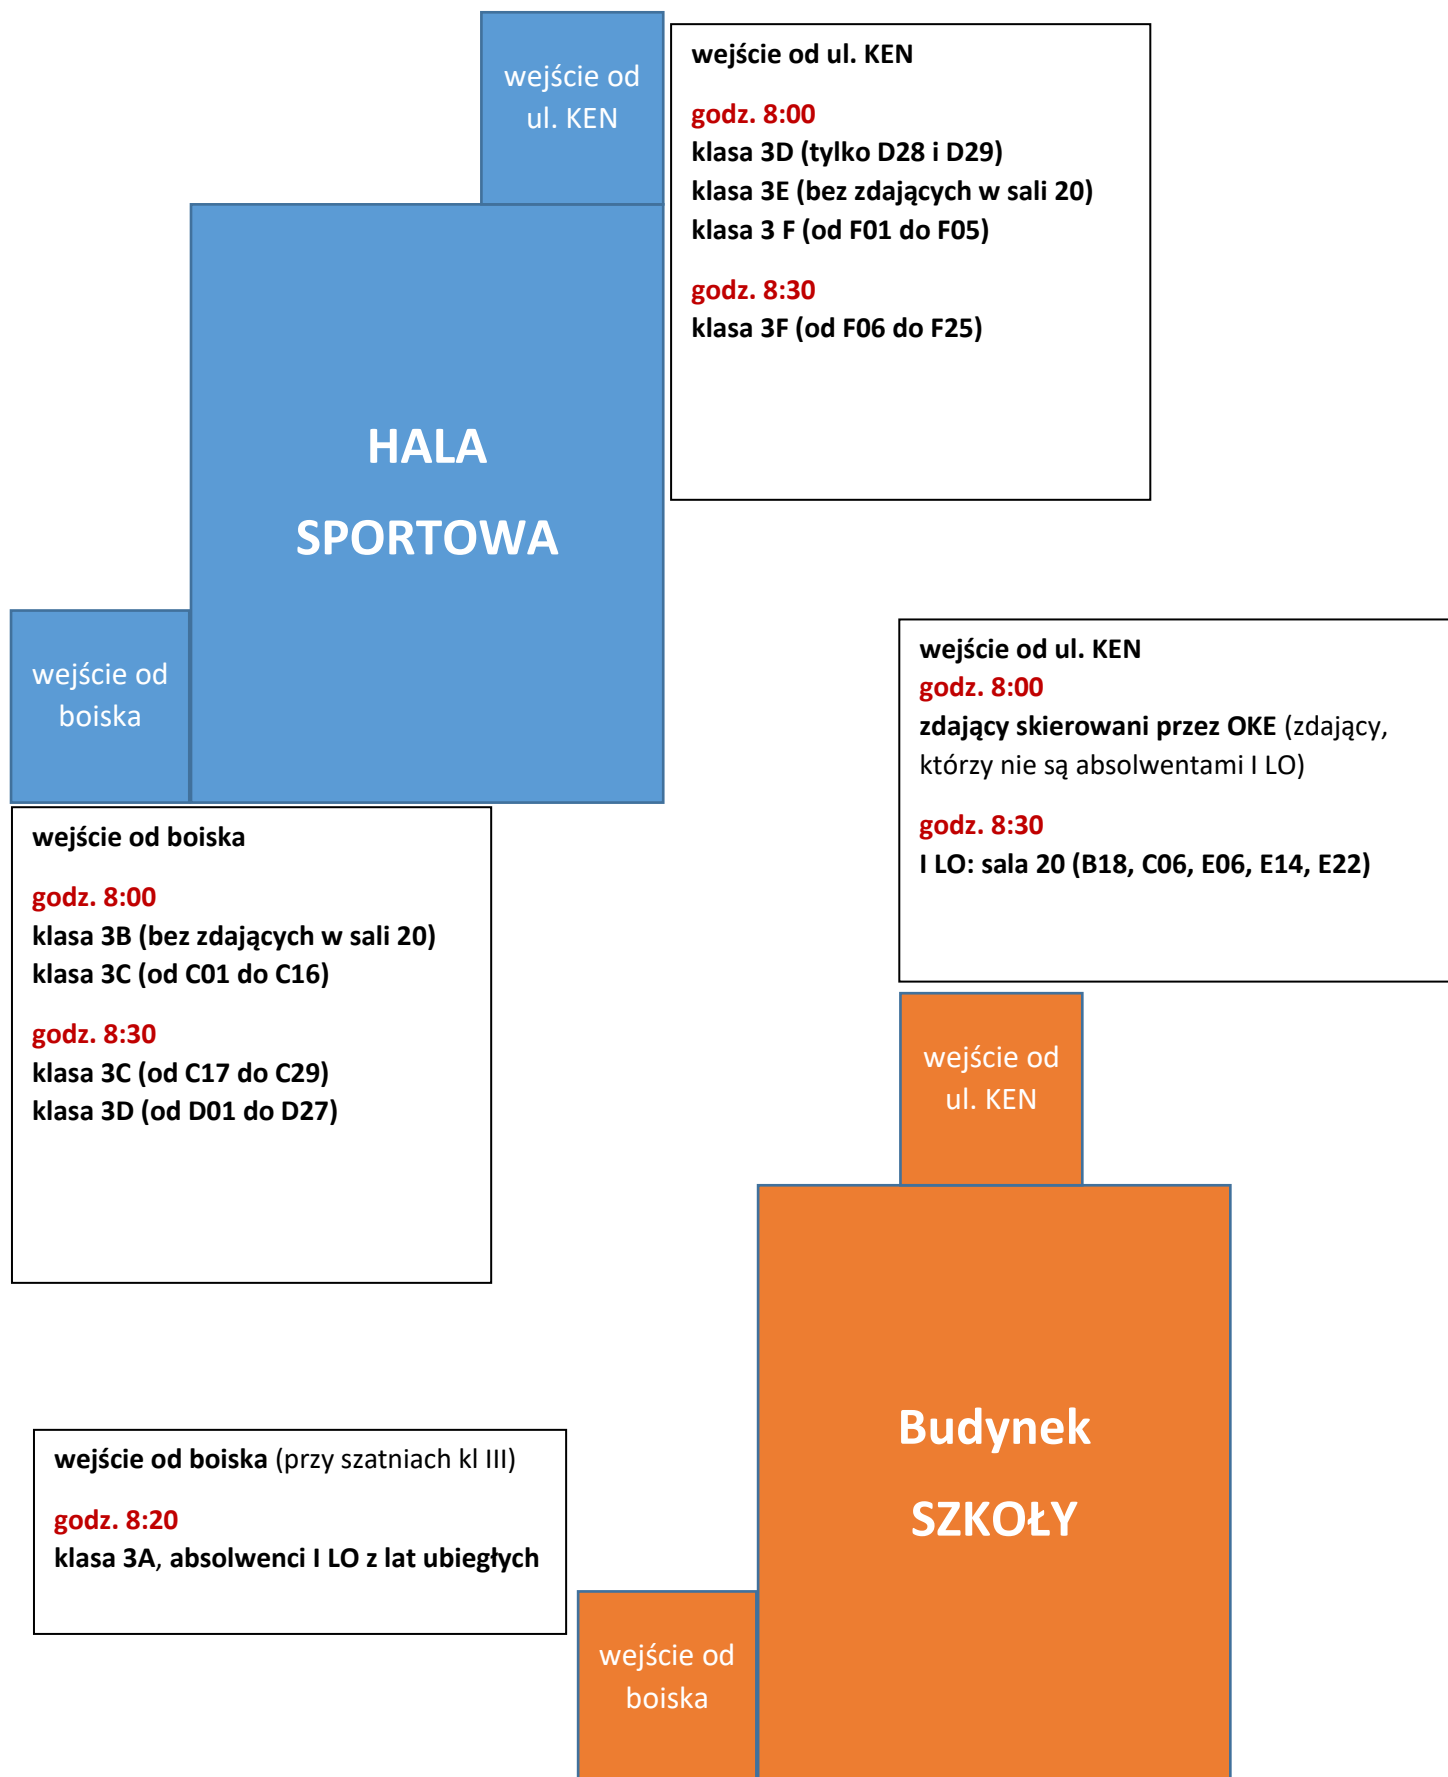 wejście od
ul. KEN
wejście od ul. KEN
godz. 8:00
klasa 3D (tylko D28 i D29)
klasa 3E (bez zdających w sali 20)
klasa 3 F (od F01 do F05)
godz. 8:30
klasa 3F (od F06 do F25)
HALA
SPORTOWA
wejście od
boiska
wejście od boiska
godz. 8:00
klasa 3B (bez zdających w sali 20)
klasa 3C (od C01 do C16)
godz. 8:30
klasa 3C (od C17 do C29)
klasa 3D (od D01 do D27)
wejście od ul. KEN
godz. 8:00
zdający skierowani przez OKE (zdający,
którzy nie są absolwentami I LO)
godz. 8:30
I LO: sala 20 (B18, C06, E06, E14, E22)
wejście od
ul. KEN
Budynek
SZKOŁY
wejście od boiska (przy szatniach kl III)
godz. 8:20
klasa 3A, absolwenci I LO z lat ubiegłych
wejście od
boiska